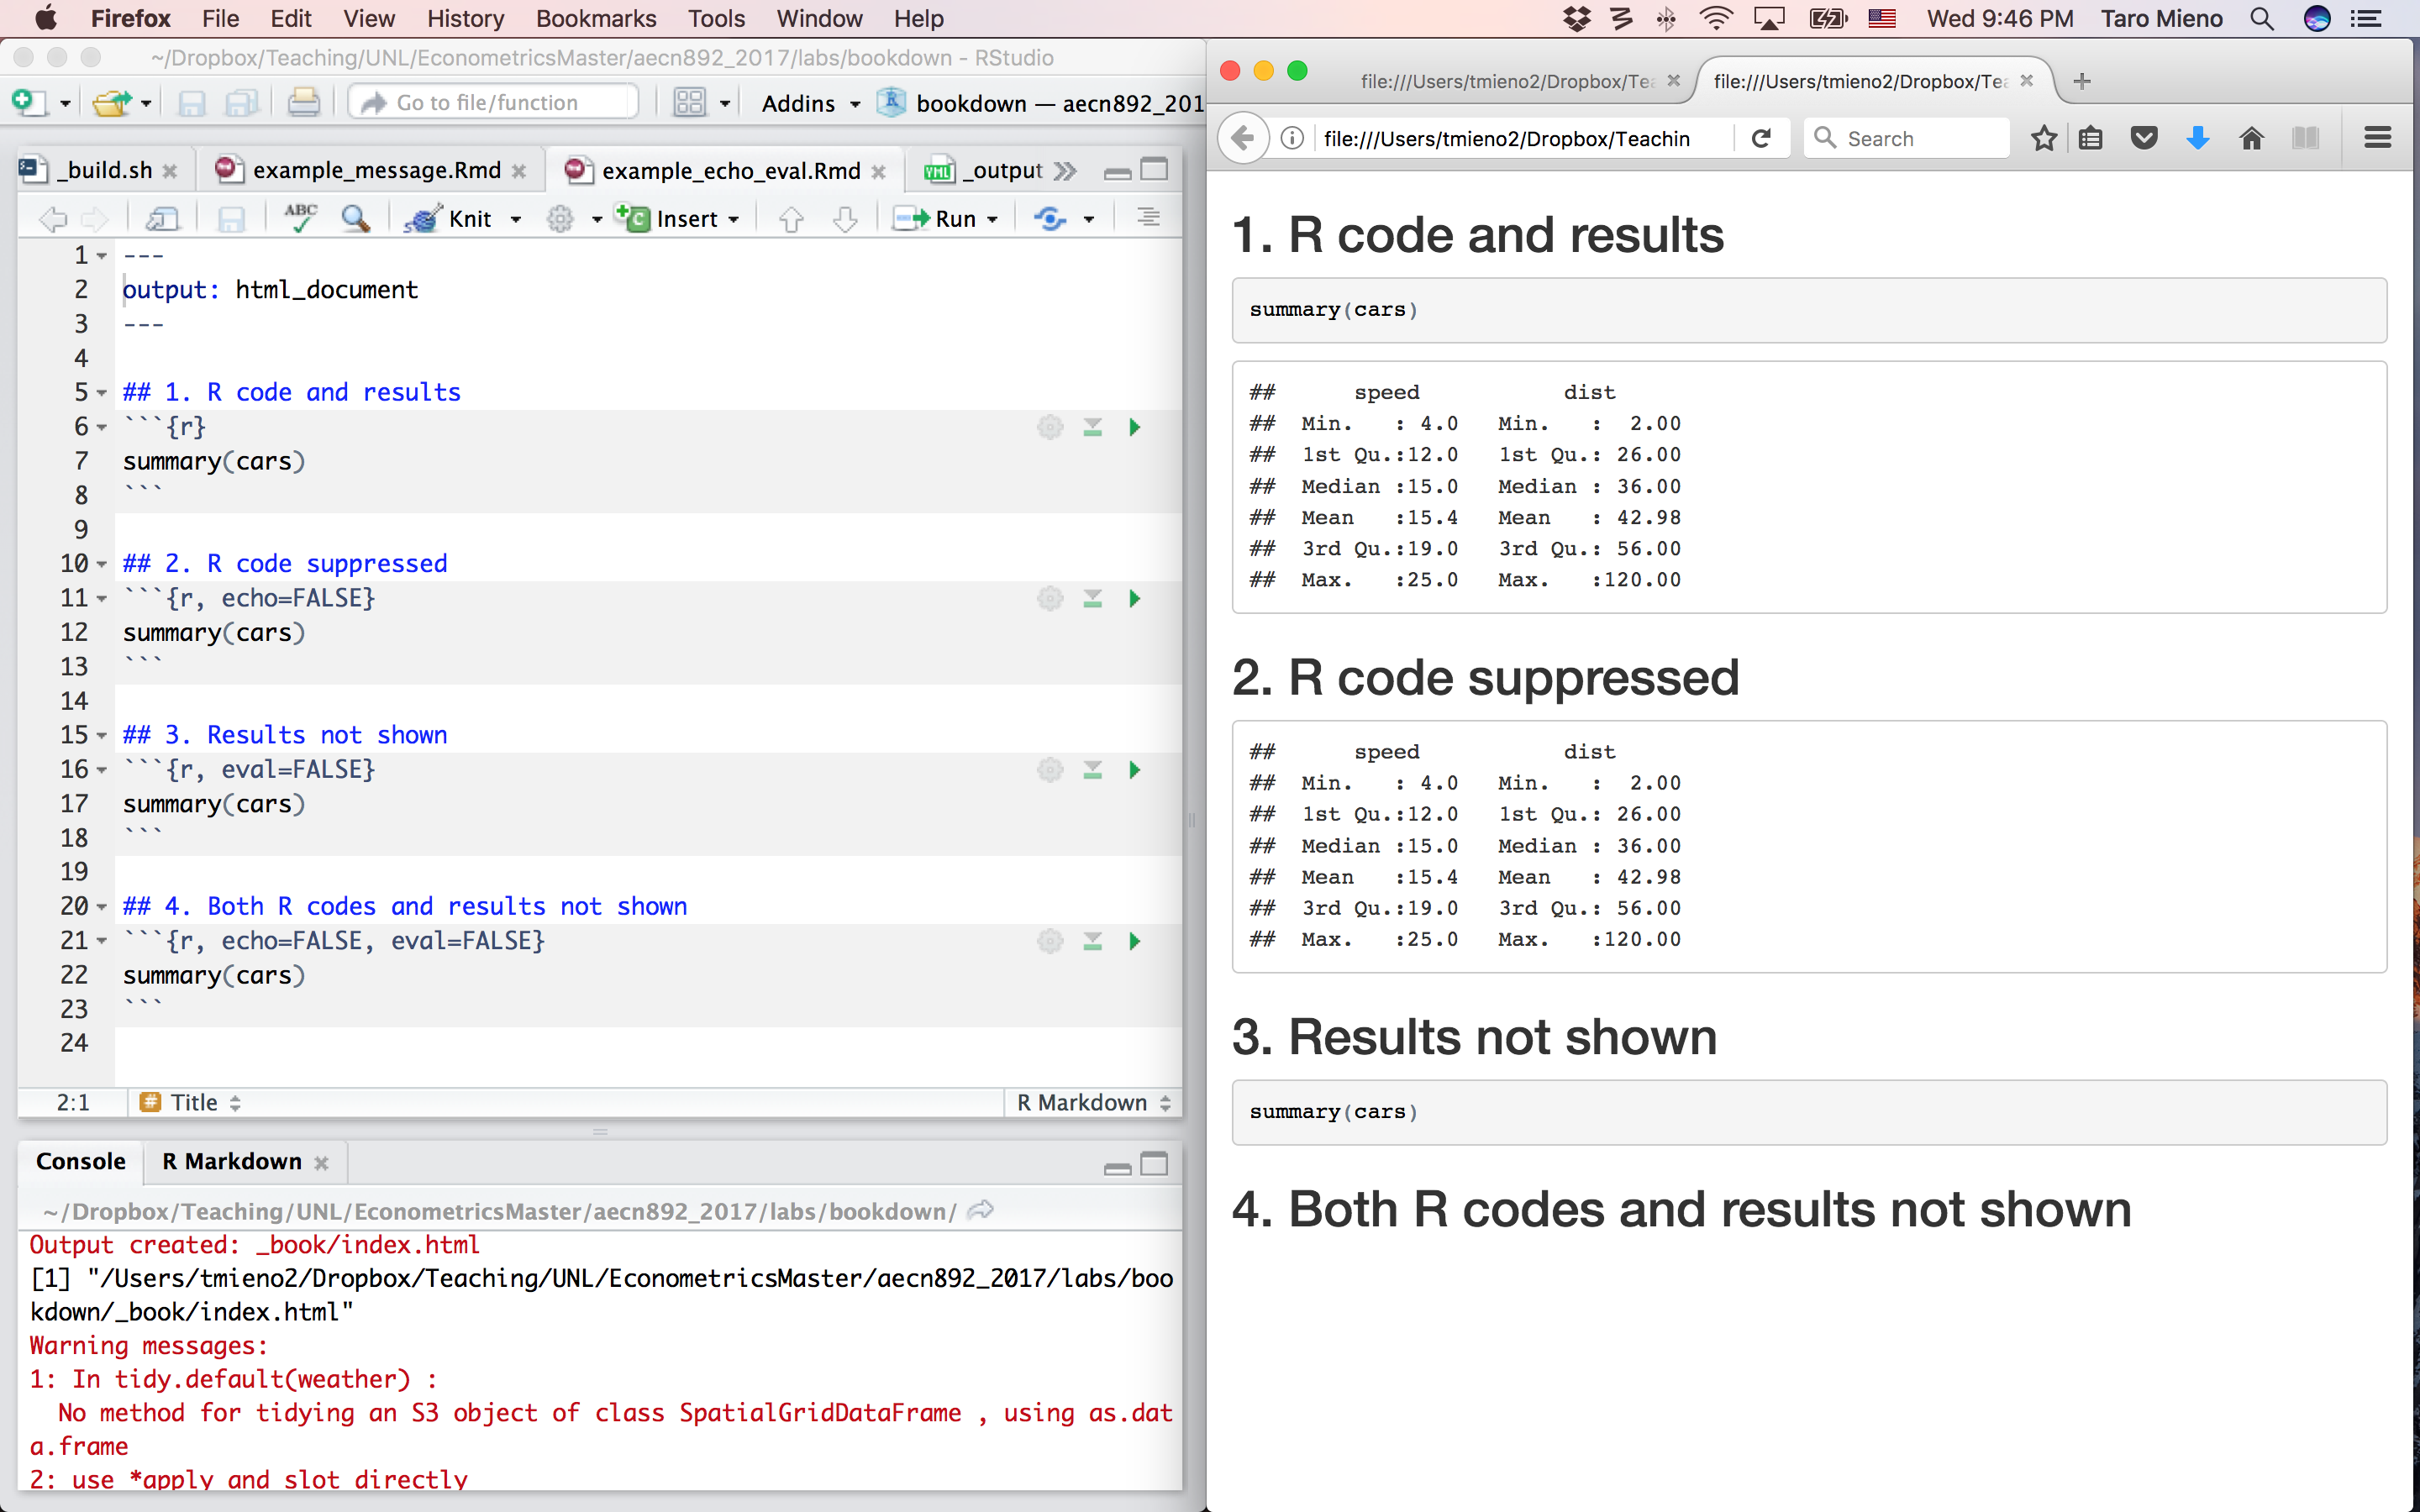 Firefox File Edit View History Bookmarks Tools Window Help Wed 9:46 PM Taro Mieno
~/Dropbox/Teaching/UNL/EconometricsMaster/aecn892_2017/labs/bookdown - RStudio
Go to file/function Addins bookdown — aecn892_201
_build.sh example_message.Rmd example_echo_eval.Rmd YML _output
ABC Knit Insert Run
1 ---
2 output: html_document
3 ---
4
5 ## 1. R code and results
6 ```{r}
7 summary(cars)
8 ```
9
10 ## 2. R code suppressed
11 ```{r, echo=FALSE}
12 summary(cars)
13 ```
14
15 ## 3. Results not shown
16 ```{r, eval=FALSE}
17 summary(cars)
18 ```
19
20 ## 4. Both R codes and results not shown
21 ```{r, echo=FALSE, eval=FALSE}
22 summary(cars)
23 ```
24
2:1 # Title R Markdown
Console R Markdown
~/Dropbox/Teaching/UNL/EconometricsMaster/aecn892_2017/labs/bookdown/
Output created: _book/index.html
[1] "/Users/tmieno2/Dropbox/Teaching/UNL/EconometricsMaster/aecn892_2017/labs/boo
kdown/_book/index.html"
Warning messages:
1: In tidy.default(weather) :
No method for tidying an S3 object of class SpatialGridDataFrame , using as.dat
a.frame
2: use *apply and slot directly
file:///Users/tmieno2/Dropbox/Tea file:///Users/tmieno2/Dropbox/Tea
file:///Users/tmieno2/Dropbox/Teachin Search
1. R code and results
summary(cars)
## speed dist
## Min. : 4.0 Min. : 2.00
## 1st Qu.:12.0 1st Qu.: 26.00
## Median :15.0 Median : 36.00
## Mean :15.4 Mean : 42.98
## 3rd Qu.:19.0 3rd Qu.: 56.00
## Max. :25.0 Max. :120.00
2. R code suppressed
## speed dist
## Min. : 4.0 Min. : 2.00
## 1st Qu.:12.0 1st Qu.: 26.00
## Median :15.0 Median : 36.00
## Mean :15.4 Mean : 42.98
## 3rd Qu.:19.0 3rd Qu.: 56.00
## Max. :25.0 Max. :120.00
3. Results not shown
summary(cars)
4. Both R codes and results not shown